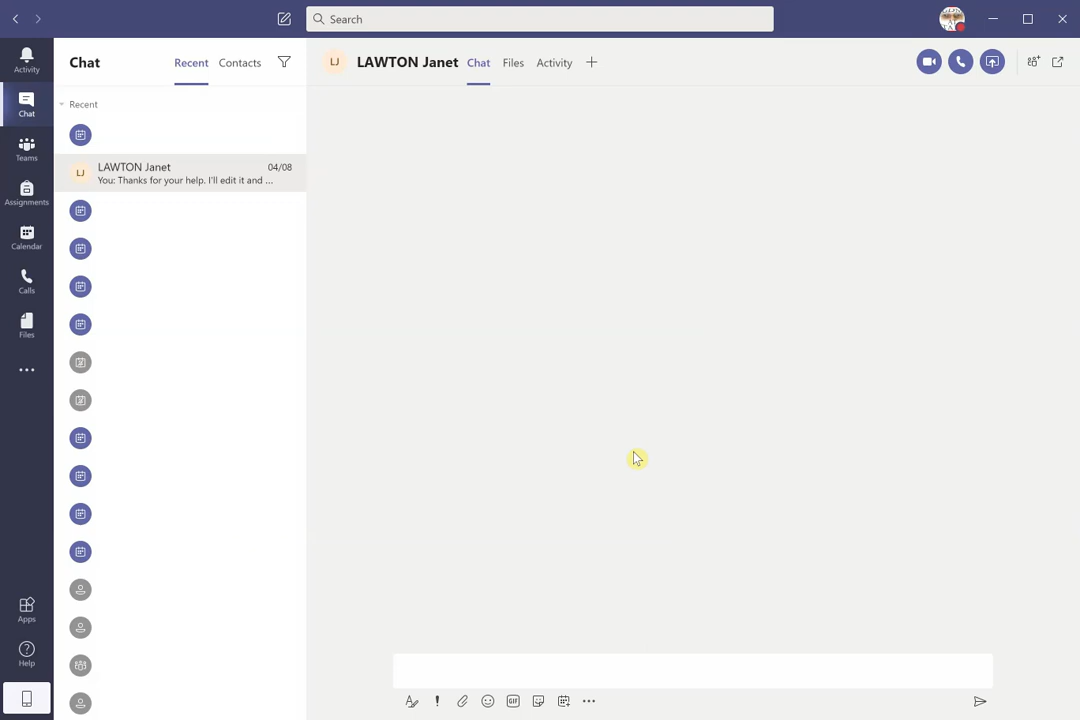 Search
Activity
Chat
Teams
Assignments
Calendar
Calls
Files
Apps
Help
Chat
Recent
Contacts
Recent
LAWTON Janet
04/08
You: Thanks for your help. I'll edit it and ...
LJ
LJ
LAWTON Janet
Chat
Files
Activity
GIF